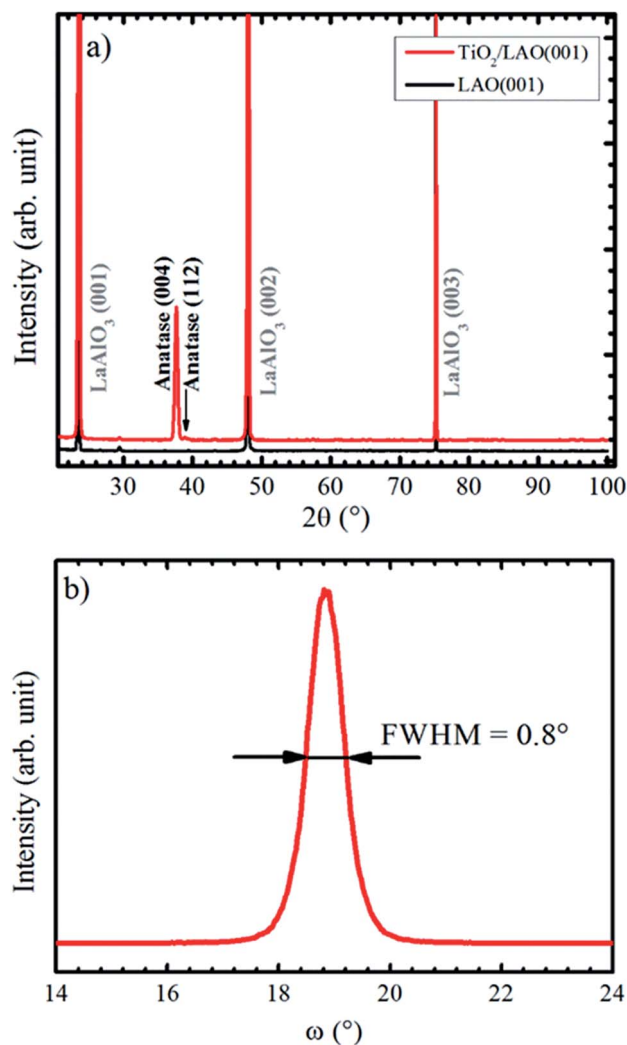 a)
TiO2/LAO(001)
LAO(001)
Intensity (arb. unit)
LaAlO3 (001)
Anatase (004)
Anatase (112)
LaAlO3 (002)
LaAlO3 (003)
30 40 50 60 70 80 90 100
2θ (°)
b)
FWHM = 0.8°
Intensity (arb. unit)
14 16 18 20 22 24
ω (°)